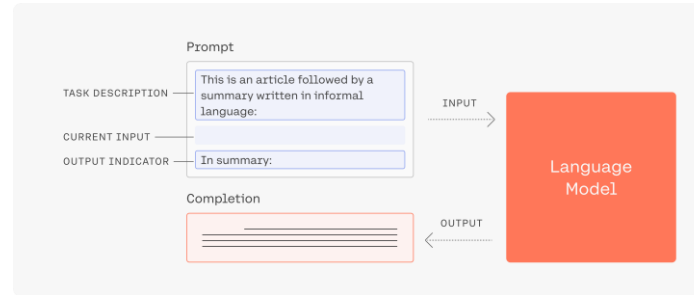 Prompt
This is an article followed by a
summary written in informal
language:
TASK DESCRIPTION
CURRENT INPUT
OUTPUT INDICATOR
In summary:
INPUT
Language
Model
Completion
OUTPUT